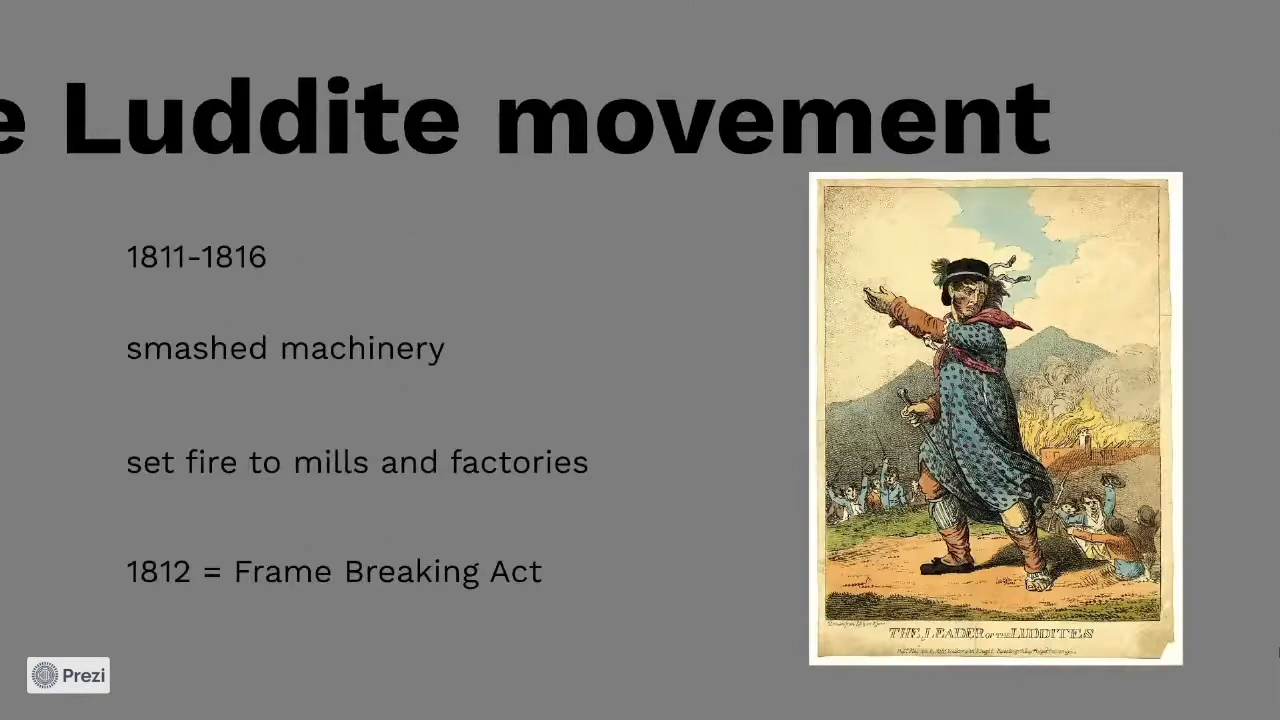 e Luddite movement
1811-1816
smashed machinery
set fire to mills and factories
1812 = Frame Breaking Act
THE LEADER OF THE LUDDITES
Prezi